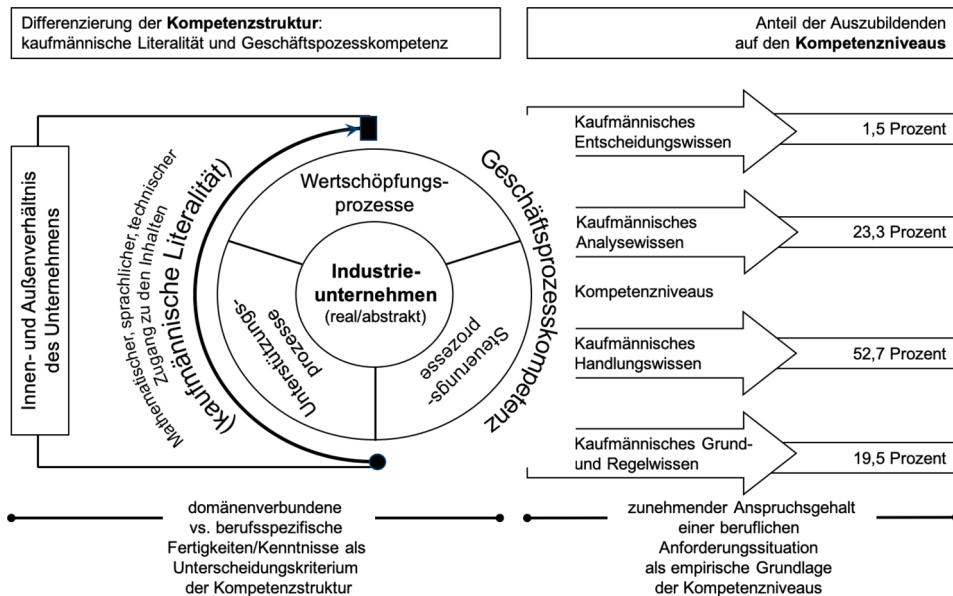 Differenzierung der Kompetenzstruktur:
kaufmännische Literalität und Geschäftspozesskompetenz
Anteil der Auszubildenden
auf den Kompetenzniveaus
Innen- und Außenverhältnis
des Unternehmens
Mathematischer, sprachlicher, technischer
Zugang zu den Inhalten
(kaufmännische Literalität)
Wertschöpfungs-
prozesse
Industrie-
unternehmen
(real/abstrakt)
Unterstützungs-
prozesse
Steuerungs-
prozesse
Geschäftsprozesskompetenz
Kaufmännisches
Entscheidungswissen
1,5 Prozent
Kaufmännisches
Analysewissen
23,3 Prozent
Kompetenzniveaus
Kaufmännisches
Handlungswissen
52,7 Prozent
Kaufmännisches Grund-
und Regelwissen
19,5 Prozent
domänenverbundene
vs. berufsspezifische
Fertigkeiten/Kenntnisse als
Unterscheidungskriterium
der Kompetenzstruktur
zunehmender Anspruchsgehalt
einer beruflichen
Anforderungssituation
als empirische Grundlage
der Kompetenzniveaus